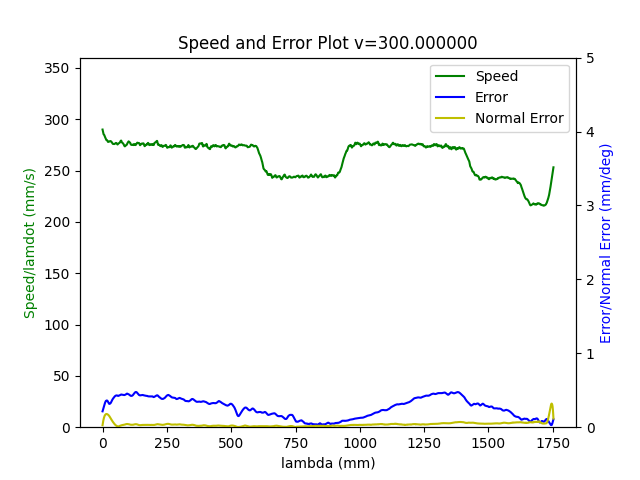 Speed and Error Plot v=300.000000
Speed
Error
Normal Error
Speed/lamdot (mm/s)
350
300
250
200
150
100
50
0
5
4
3
2
1
0
Error/Normal Error (mm/deg)
0 250 500 750 1000 1250 1500 1750
lambda (mm)